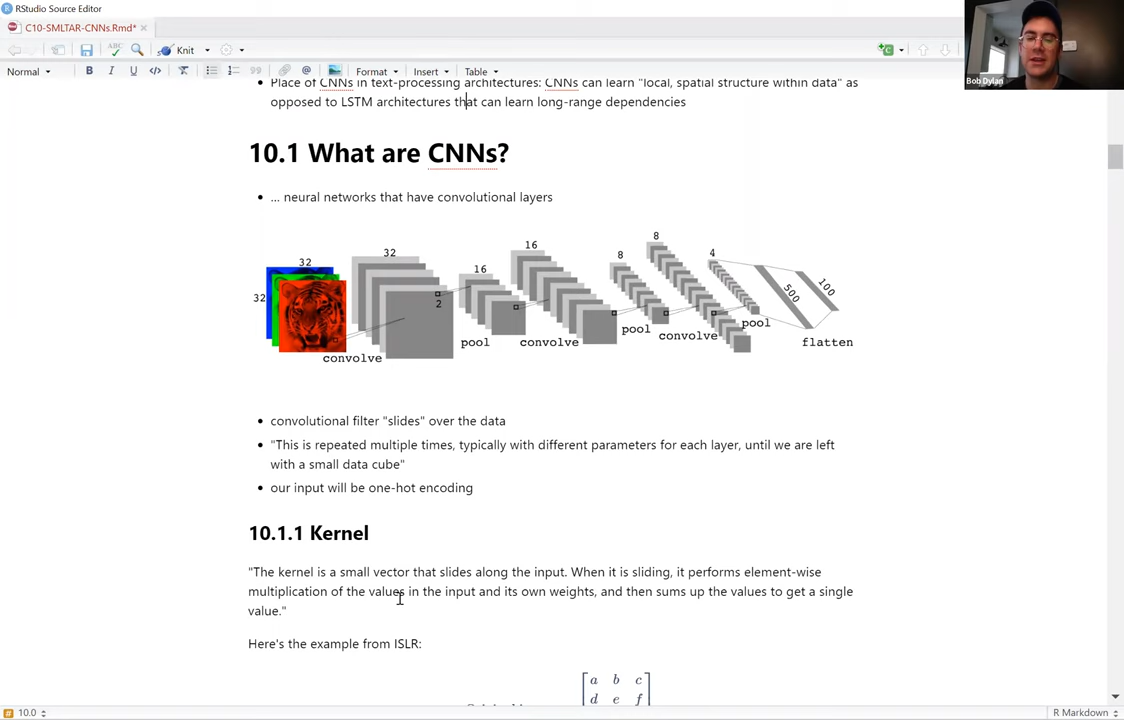 RStudio Source Editor
C10-SMLTAR-CNNs.Rmd*
ABC
Knit
Normal
B I U </>
Format
Insert
Table
Bob Dylan
Place of CNNs in text-processing architectures: CNNs can learn "local, spatial structure within data" as
opposed to LSTM architectures that can learn long-range dependencies
10.1 What are CNNs?
... neural networks that have convolutional layers
32
32
32
2
16
16
8
8
4
500
100
convolve
pool
convolve
pool
convolve
pool
flatten
convolutional filter "slides" over the data
"This is repeated multiple times, typically with different parameters for each layer, until we are left
with a small data cube"
our input will be one-hot encoding
10.1.1 Kernel
"The kernel is a small vector that slides along the input. When it is sliding, it performs element-wise
multiplication of the values in the input and its own weights, and then sums up the values to get a single
value."
Here's the example from ISLR:
a b c
d e f
# 10.0
R Markdown